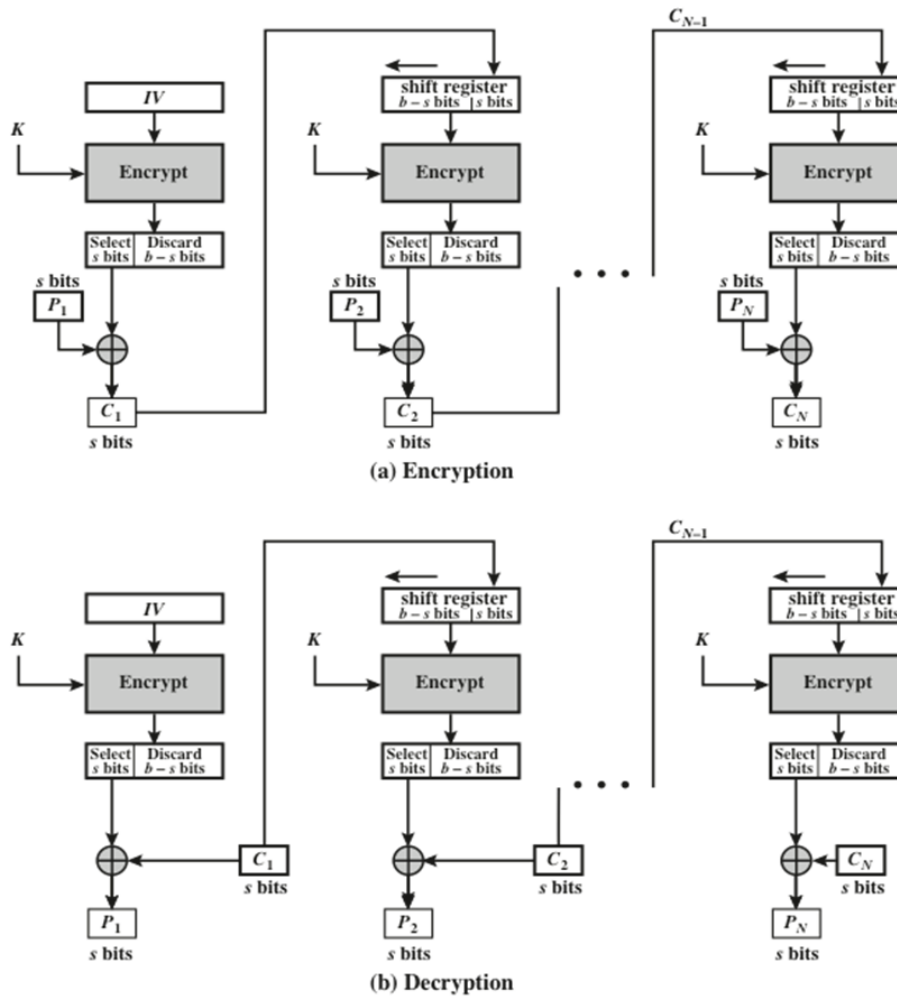 C_{N-1}
shift register
b – s bits | s bits
shift register
b – s bits | s bits
IV
K
K
K
Encrypt
Encrypt
Encrypt
Select Discard
s bits b – s bits
Select Discard
s bits b – s bits
Select Discard
s bits b – s bits
s bits
P_1
s bits
P_2
s bits
P_N
• • •
C_1
s bits
C_2
s bits
C_N
s bits
(a) Encryption
C_{N-1}
shift register
b – s bits | s bits
shift register
b – s bits | s bits
IV
K
K
K
Encrypt
Encrypt
Encrypt
Select Discard
s bits b – s bits
Select Discard
s bits b – s bits
Select Discard
s bits b – s bits
• • •
C_1
s bits
C_2
s bits
C_N
s bits
P_1
s bits
P_2
s bits
P_N
s bits
(b) Decryption